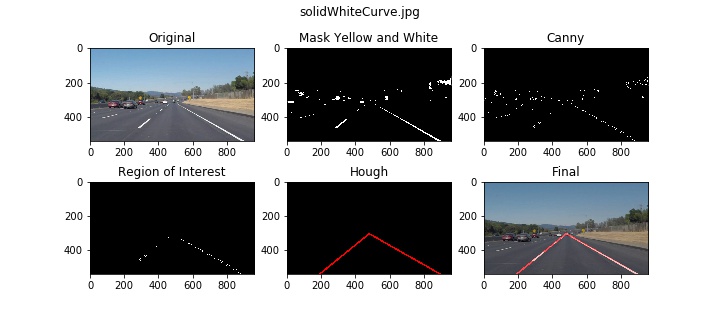 solidWhiteCurve.jpg
Original Mask Yellow and White Canny
0 0 0
200 200 200
400 400 400
0 200 400 600 800 0 200 400 600 800 0 200 400 600 800
Region of Interest Hough Final
0 0 0
200 200 200
400 400 400
0 200 400 600 800 0 200 400 600 800 0 200 400 600 800